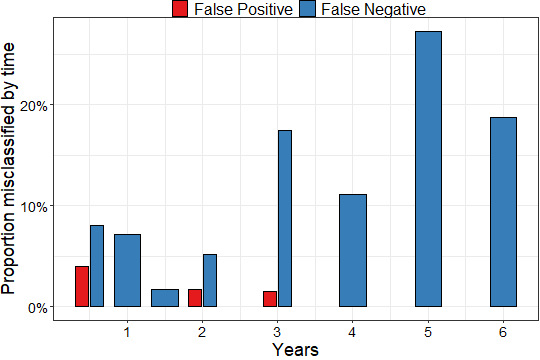 False Positive False Negative
Proportion misclassified by time
20%
10%
0%
1 2 3 4 5 6
Years